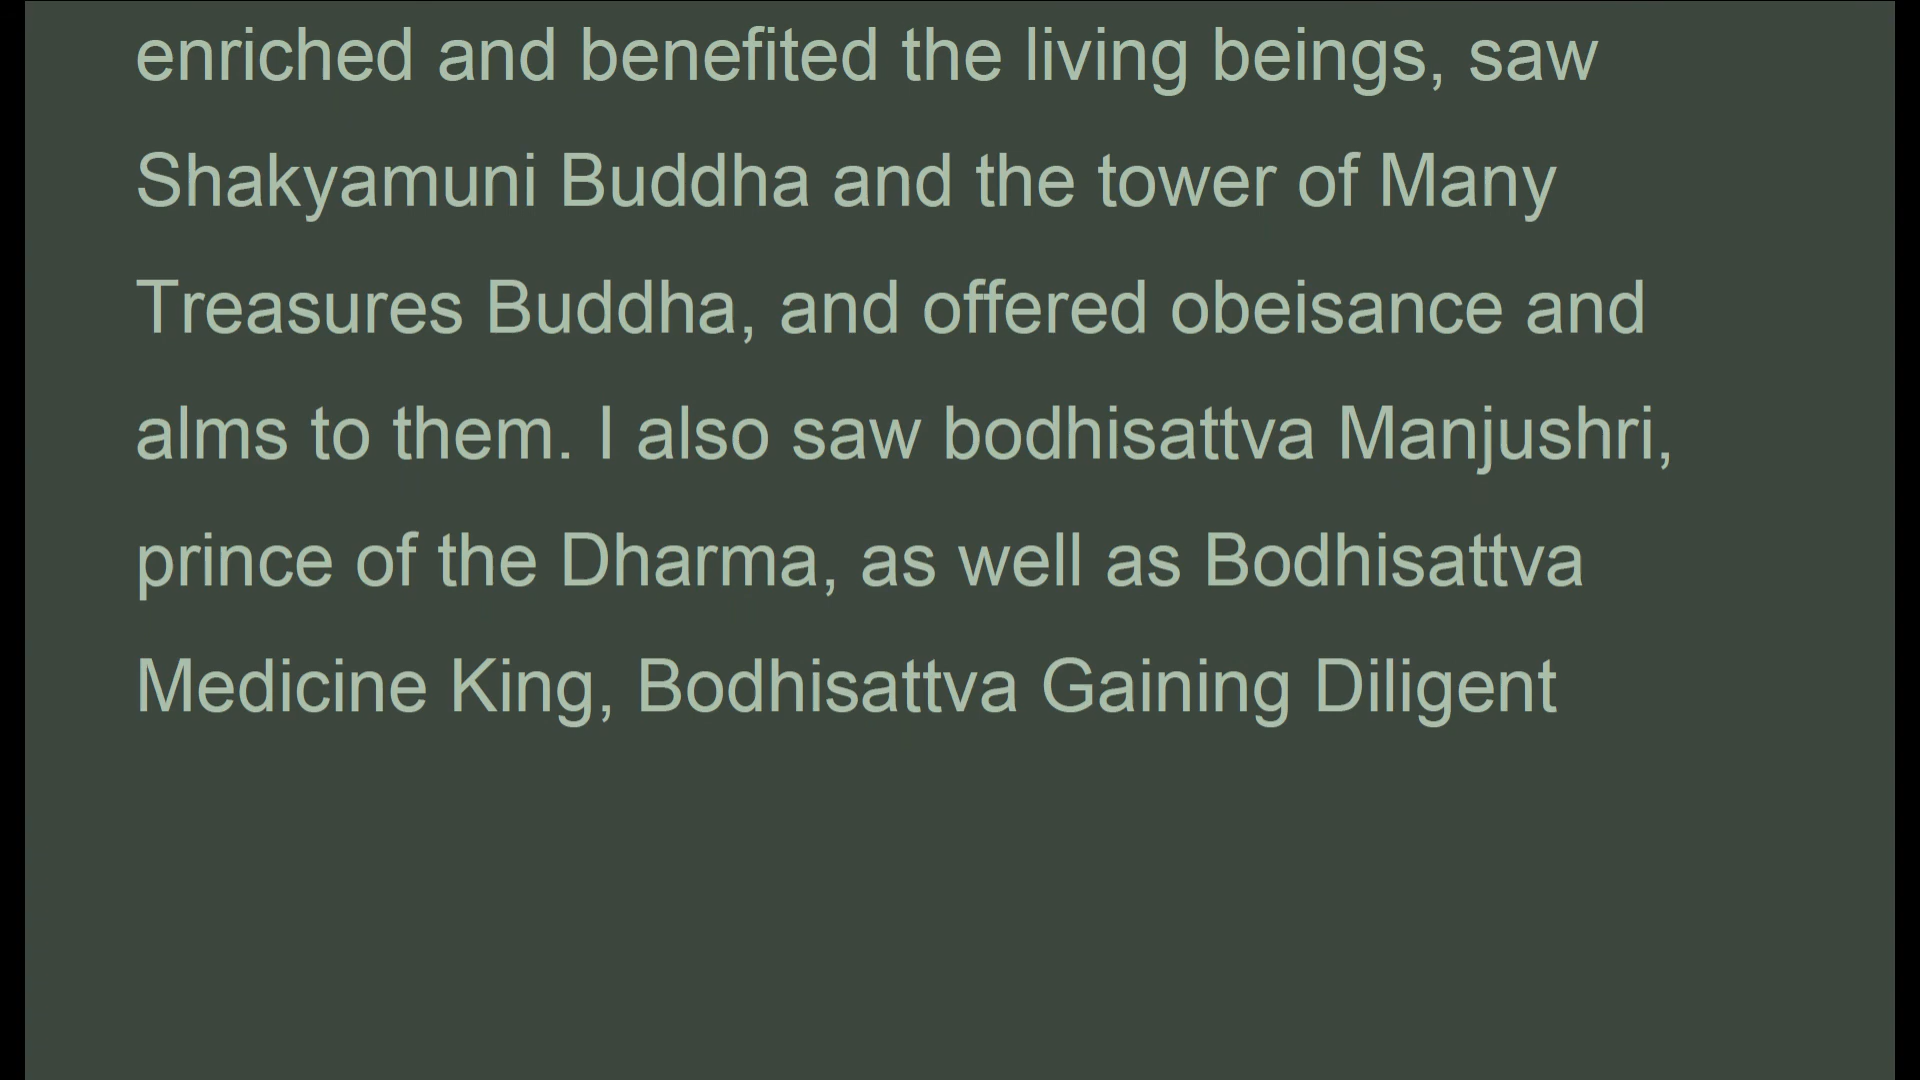 enriched and benefited the living beings, saw
Shakyamuni Buddha and the tower of Many
Treasures Buddha, and offered obeisance and
alms to them. I also saw bodhisattva Manjushri,
prince of the Dharma, as well as Bodhisattva
Medicine King, Bodhisattva Gaining Diligent